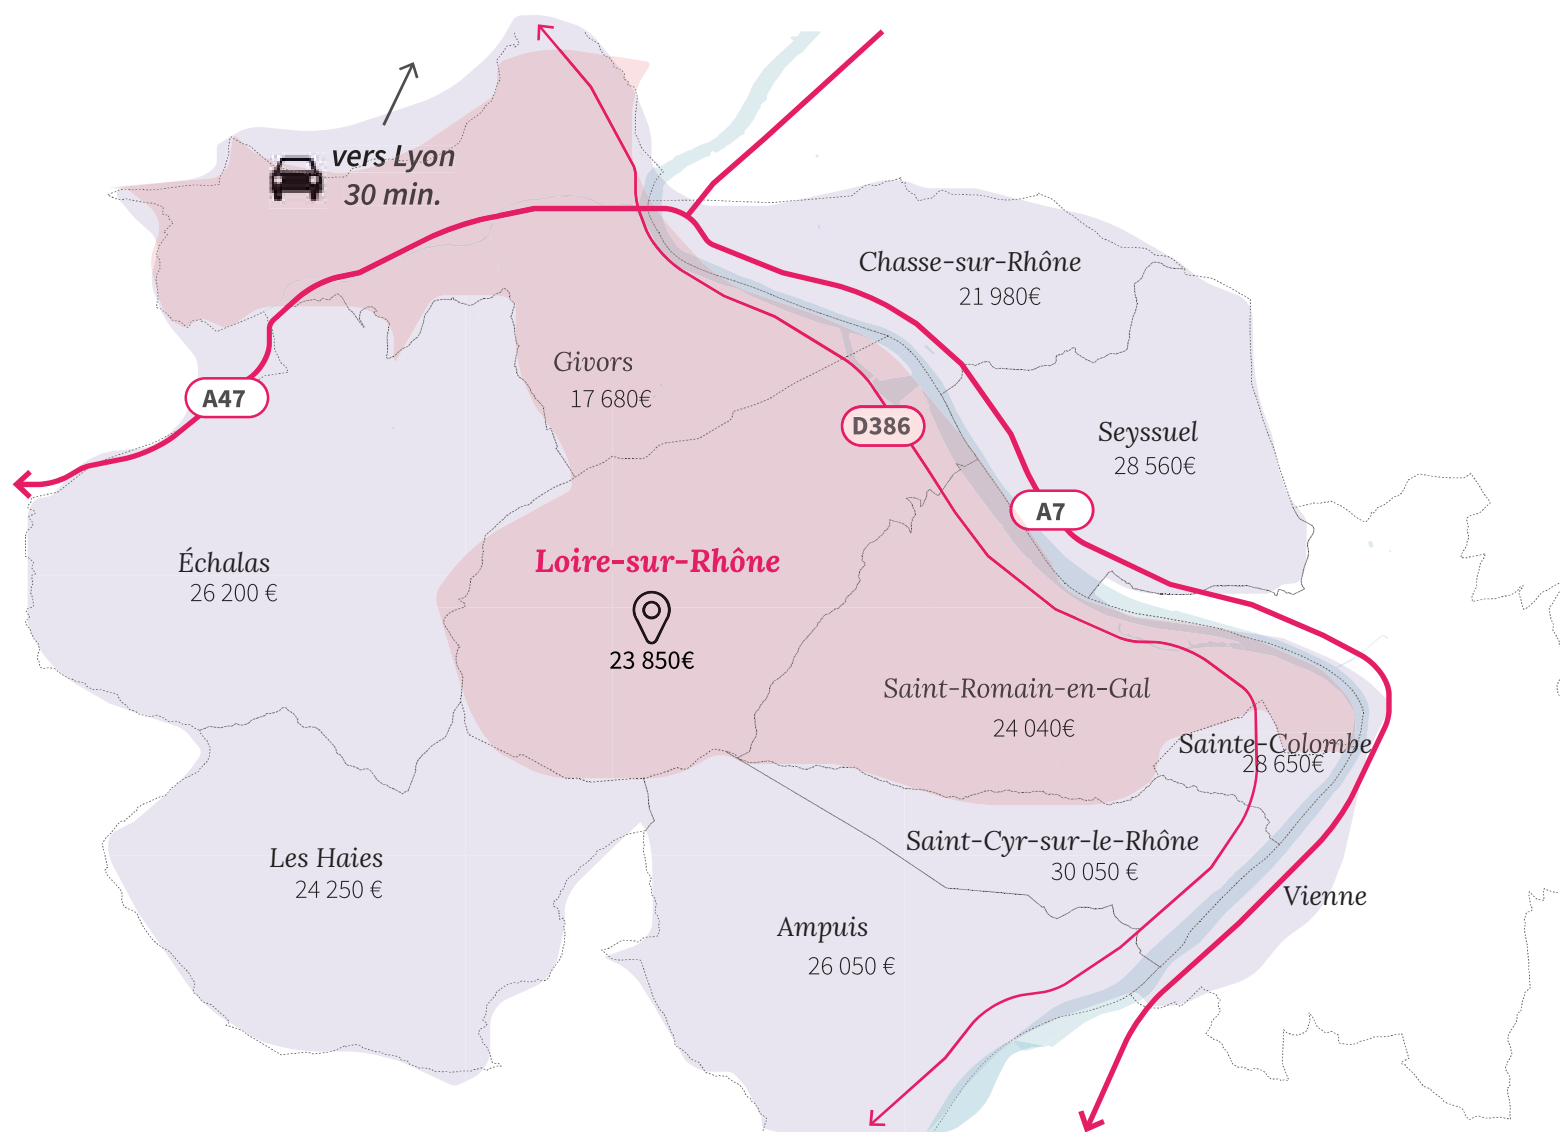 vers Lyon
30 min.
Chasse-sur-Rhône
21 980€
Givors
17 680€
A47
D386
Seyssuel
28 560€
A7
Échalas
26 200 €
Loire-sur-Rhône
23 850€
Saint-Romain-en-Gal
24 040€
Sainte-Colombe
28 650€
Saint-Cyr-sur-le-Rhône
30 050 €
Les Haies
24 250 €
Vienne
Ampuis
26 050 €